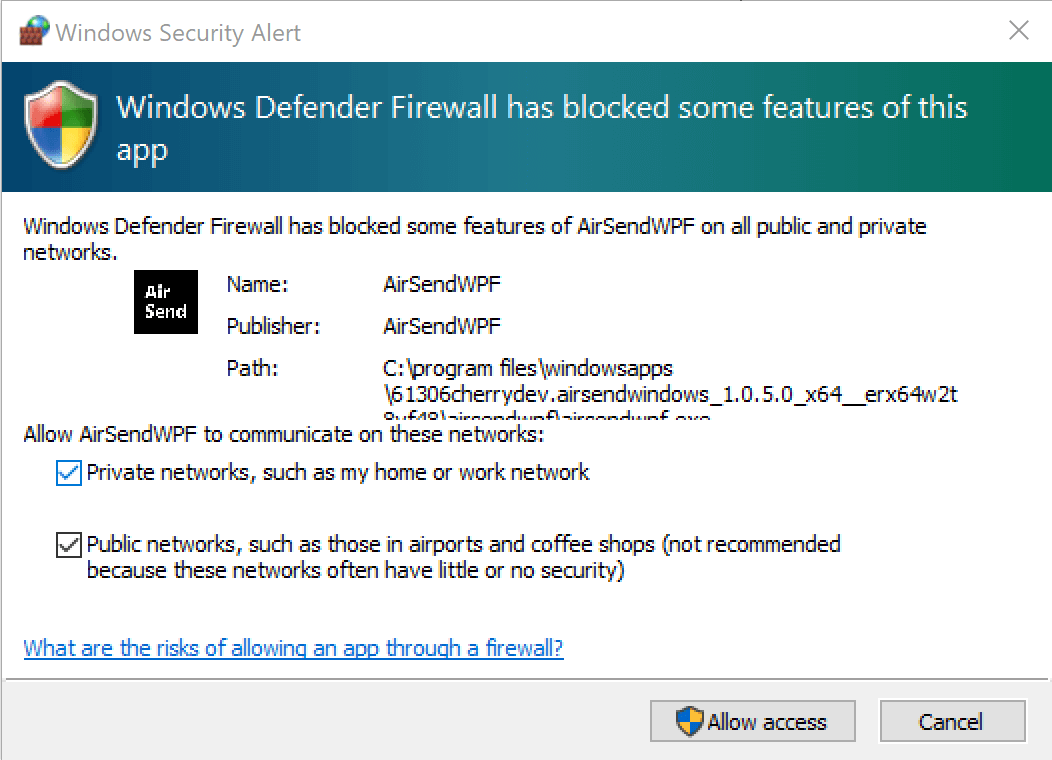 Windows Security Alert
Windows Defender Firewall has blocked some features of this
app
Windows Defender Firewall has blocked some features of AirSendWPF on all public and private
networks.
Air
Send
Name: AirSendWPF
Publisher: AirSendWPF
Path: C:\program files\windowsapps
\61306cherrydev.airsendwindows_1.0.5.0_x64__erx64w2t
Allow AirSendWPF to communicate on these networks:
Private networks, such as my home or work network
Public networks, such as those in airports and coffee shops (not recommended
because these networks often have little or no security)
What are the risks of allowing an app through a firewall?
Allow access
Cancel